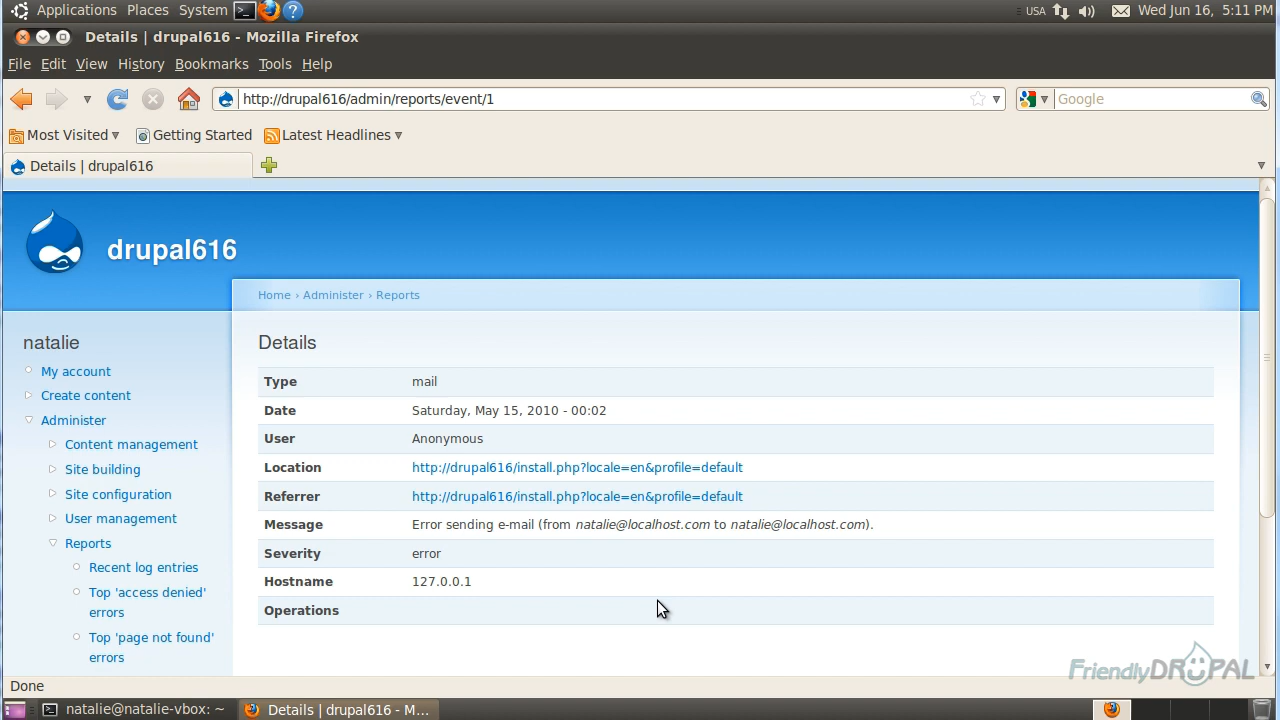 Applications Places System USA Wed Jun 16, 5:11 PM
Details | drupal616 - Mozilla Firefox
File Edit View History Bookmarks Tools Help
http://drupal616/admin/reports/event/1 Google
Most Visited Getting Started Latest Headlines
Details | drupal616
drupal616
Home › Administer › Reports
natalie
My account
Create content
Administer
Content management
Site building
Site configuration
User management
Reports
Recent log entries
Top 'access denied'
errors
Top 'page not found'
errors
Details
Type mail
Date Saturday, May 15, 2010 - 00:02
User Anonymous
Location http://drupal616/install.php?locale=en&profile=default
Referrer http://drupal616/install.php?locale=en&profile=default
Message Error sending e-mail (from natalie@localhost.com to natalie@localhost.com).
Severity error
Hostname 127.0.0.1
Operations
FriendlyDRUPAL
Done
natalie@natalie-vbox: ~ Details | drupal616 - M...